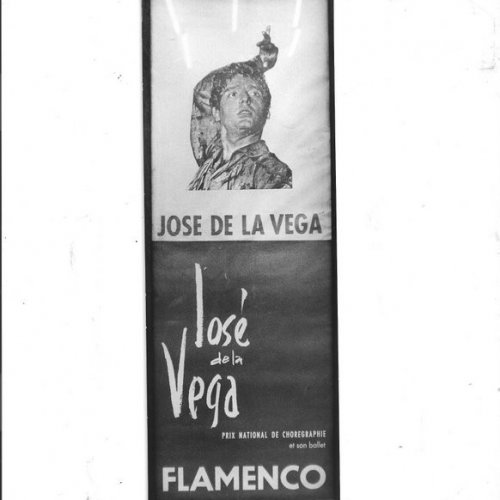 JOSE DE LA VEGA
José
de la
Vega
PRIX NATIONAL DE CHOREGRAPHIE
et son ballet
FLAMENCO